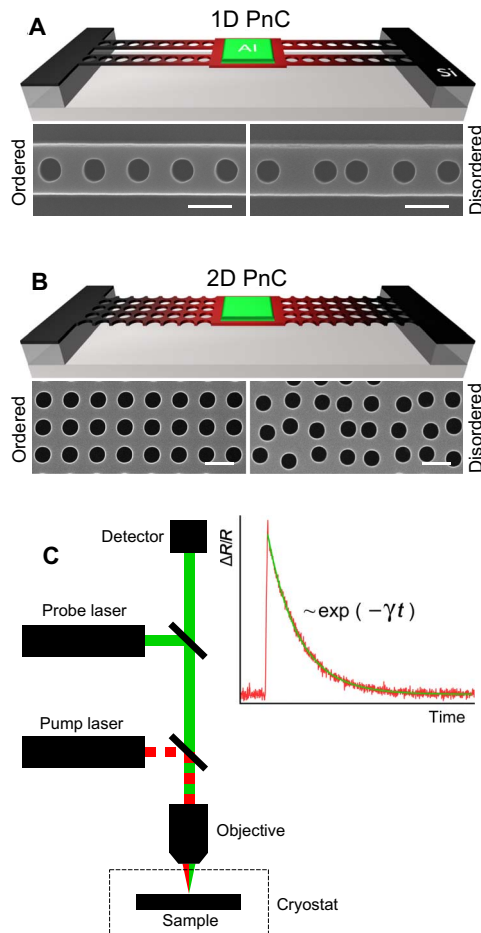 A
1D PnC
Al
Si
Ordered
Disordered
B
2D PnC
Ordered
Disordered
C
Detector
Probe laser
Pump laser
Objective
Cryostat
Sample
ΔR/R
~exp (−γt)
Time